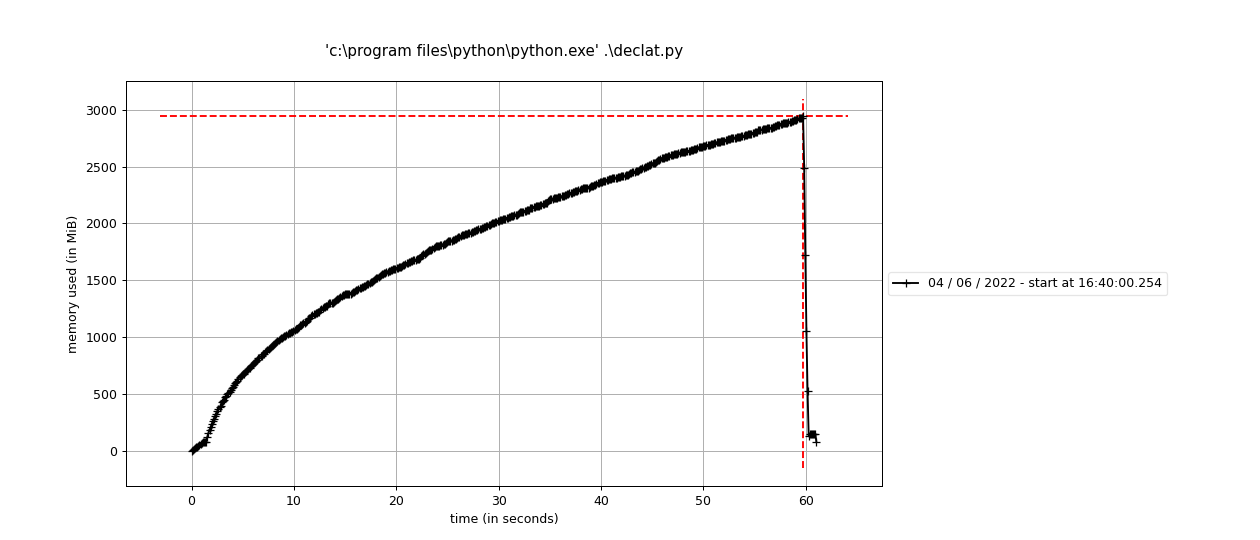 'c:\program files\python\python.exe' .\declat.py
memory used (in MiB)
3000
2500
2000
1500
1000
500
0
0 10 20 30 40 50 60
time (in seconds)
04 / 06 / 2022 - start at 16:40:00.254